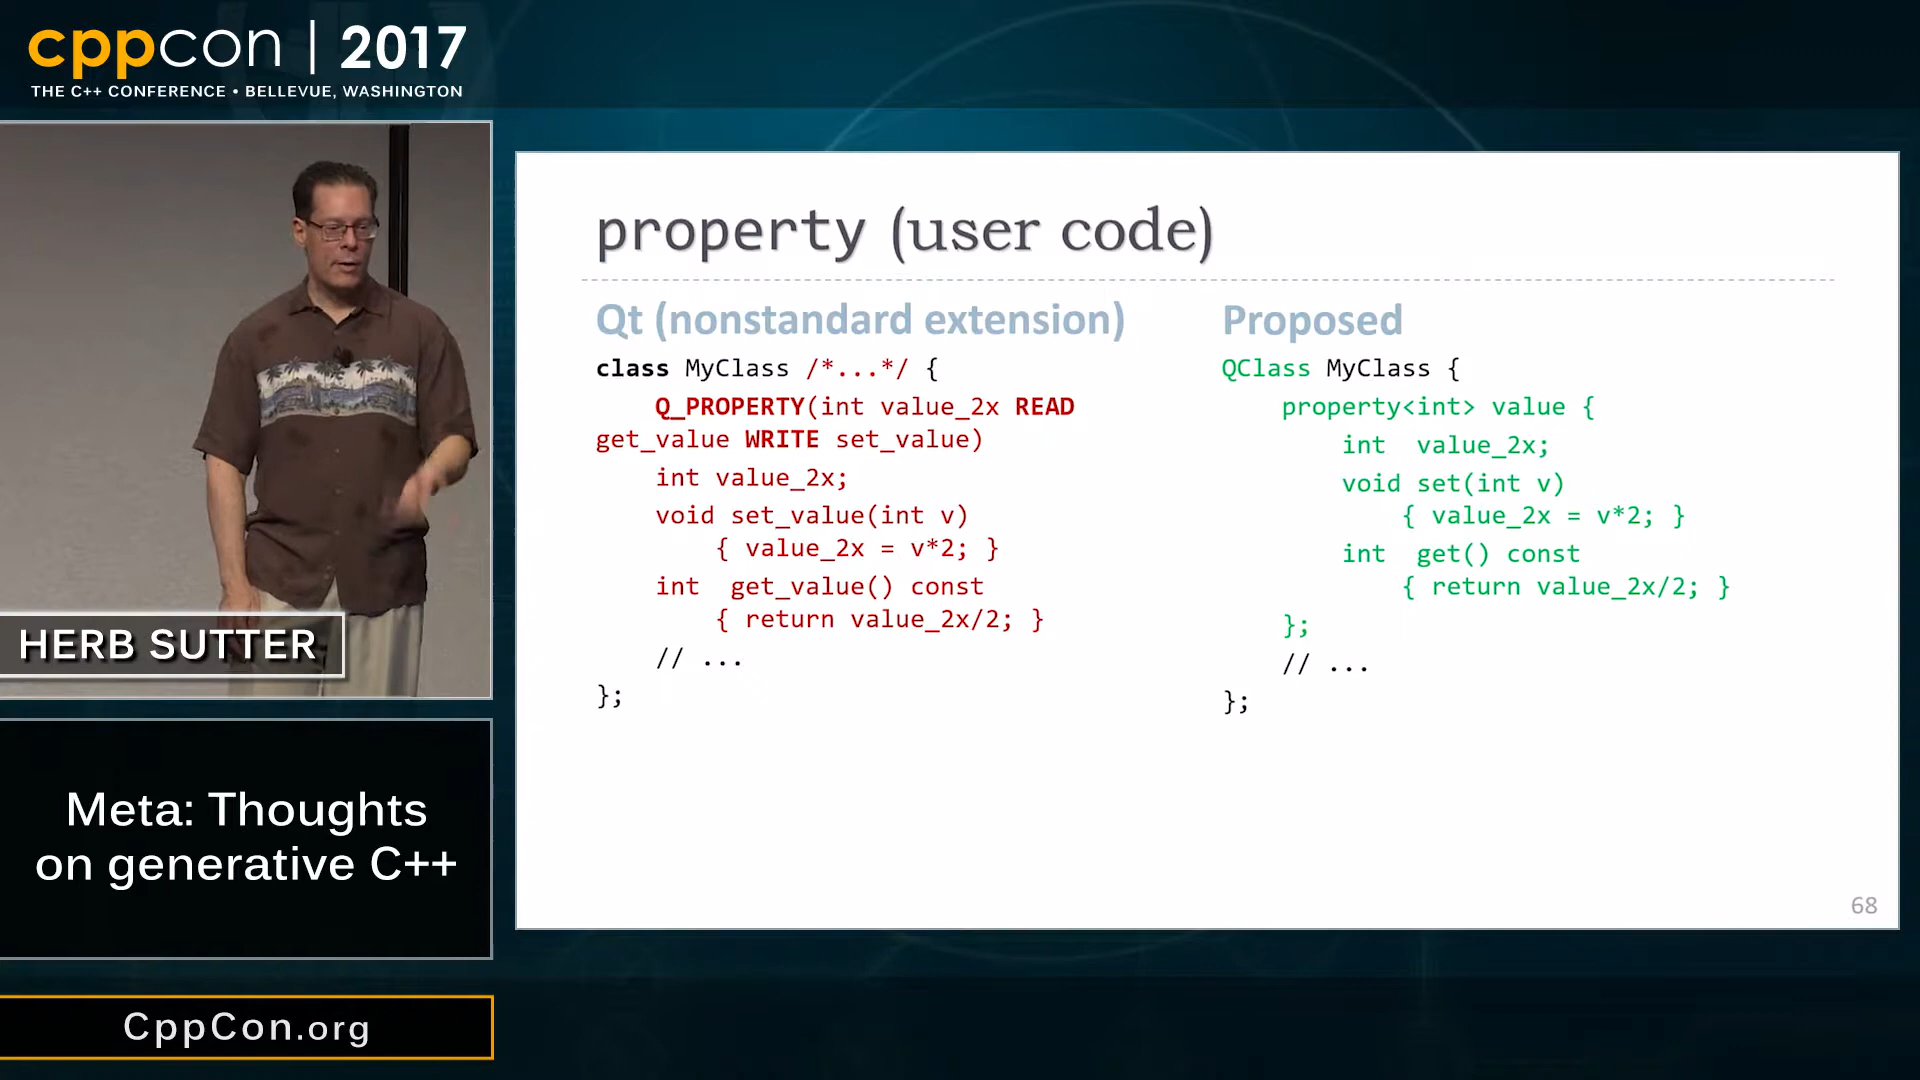 cppcon | 2017
THE C++ CONFERENCE • BELLEVUE, WASHINGTON
HERB SUTTER
Meta: Thoughts
on generative C++
CppCon.org
property (user code)
Qt (nonstandard extension)
class MyClass /*...*/ {
Q_PROPERTY(int value_2x READ
get_value WRITE set_value)
int value_2x;
void set_value(int v)
{ value_2x = v*2; }
int  get_value() const
{ return value_2x/2; }
// ...
};
Proposed
QClass MyClass {
property<int> value {
int  value_2x;
void set(int v)
{ value_2x = v*2; }
int  get() const
{ return value_2x/2; }
};
// ...
};
68